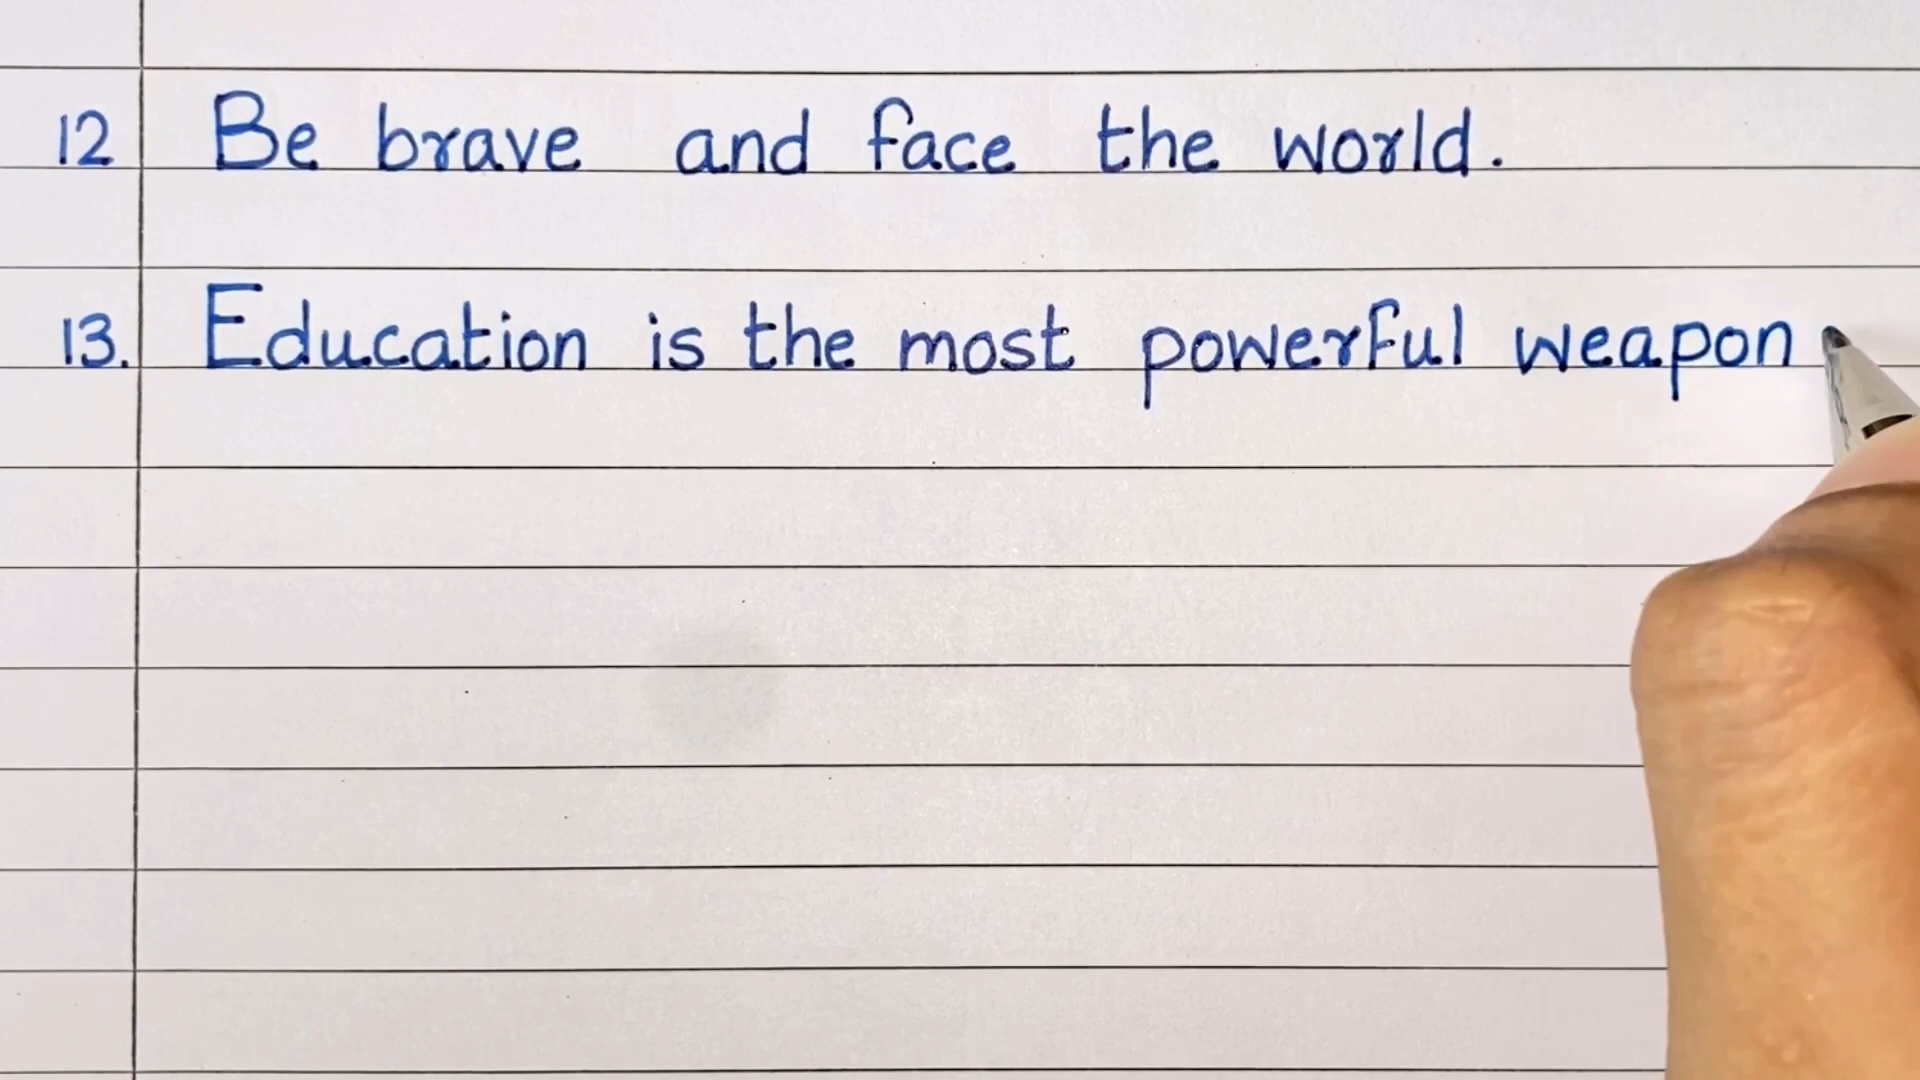 12 Be brave and face the world.
13. Education is the most powerful weapon